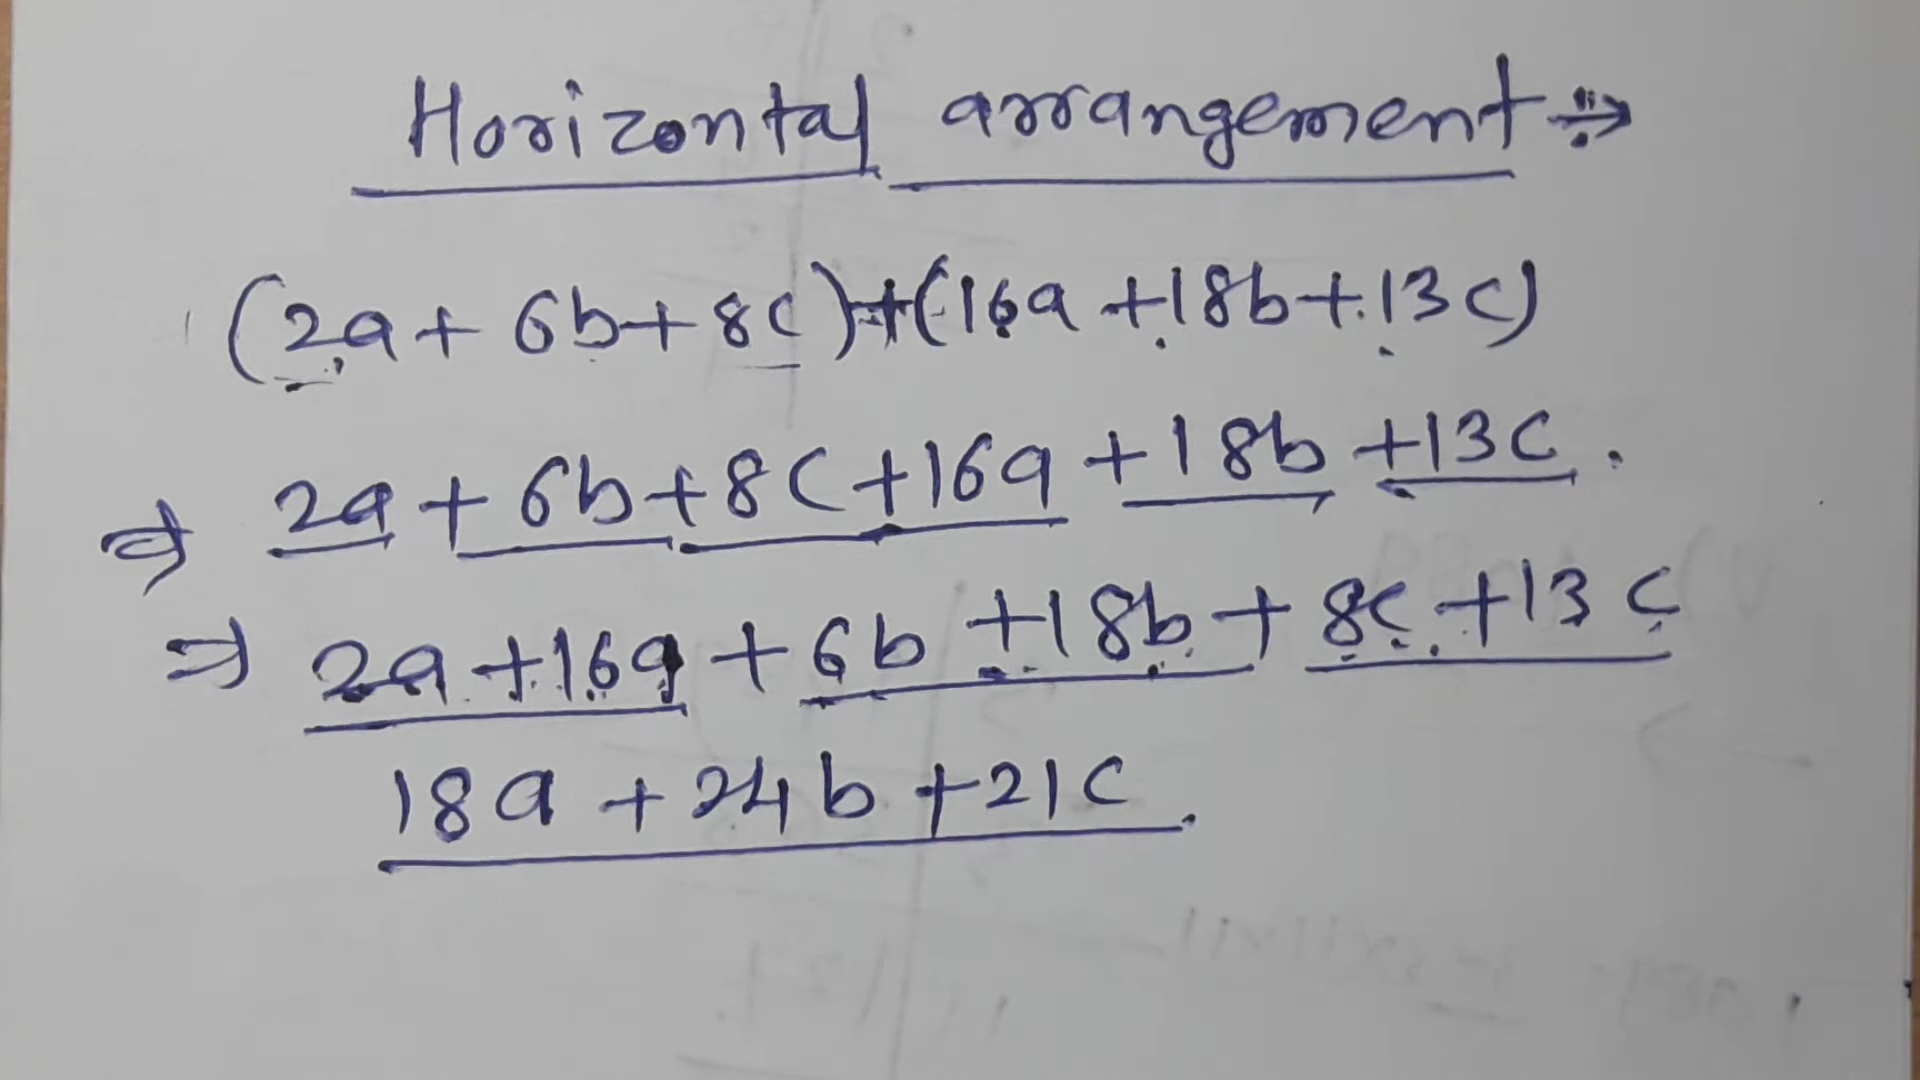 Horizontal arrangement ÷→
(2a + 6b + 8c) + (16a + 18b + 13c)
⇒ 2a + 6b + 8c + 16a + 18b + 13c.
⇒ 2a + 16a + 6b + 18b + 8c + 13c
18a + 24b + 21c.